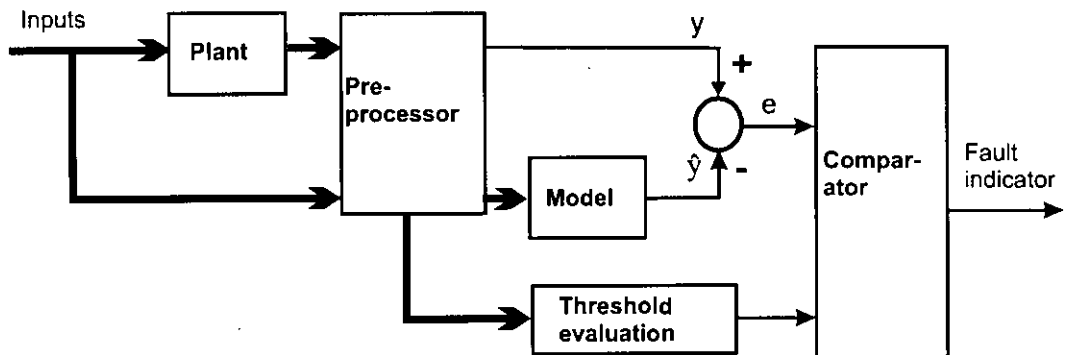 Inputs
Plant
Pre-
processor
y
+
e
ŷ
-
Model
Compar-
ator
Fault
indicator
Threshold
evaluation